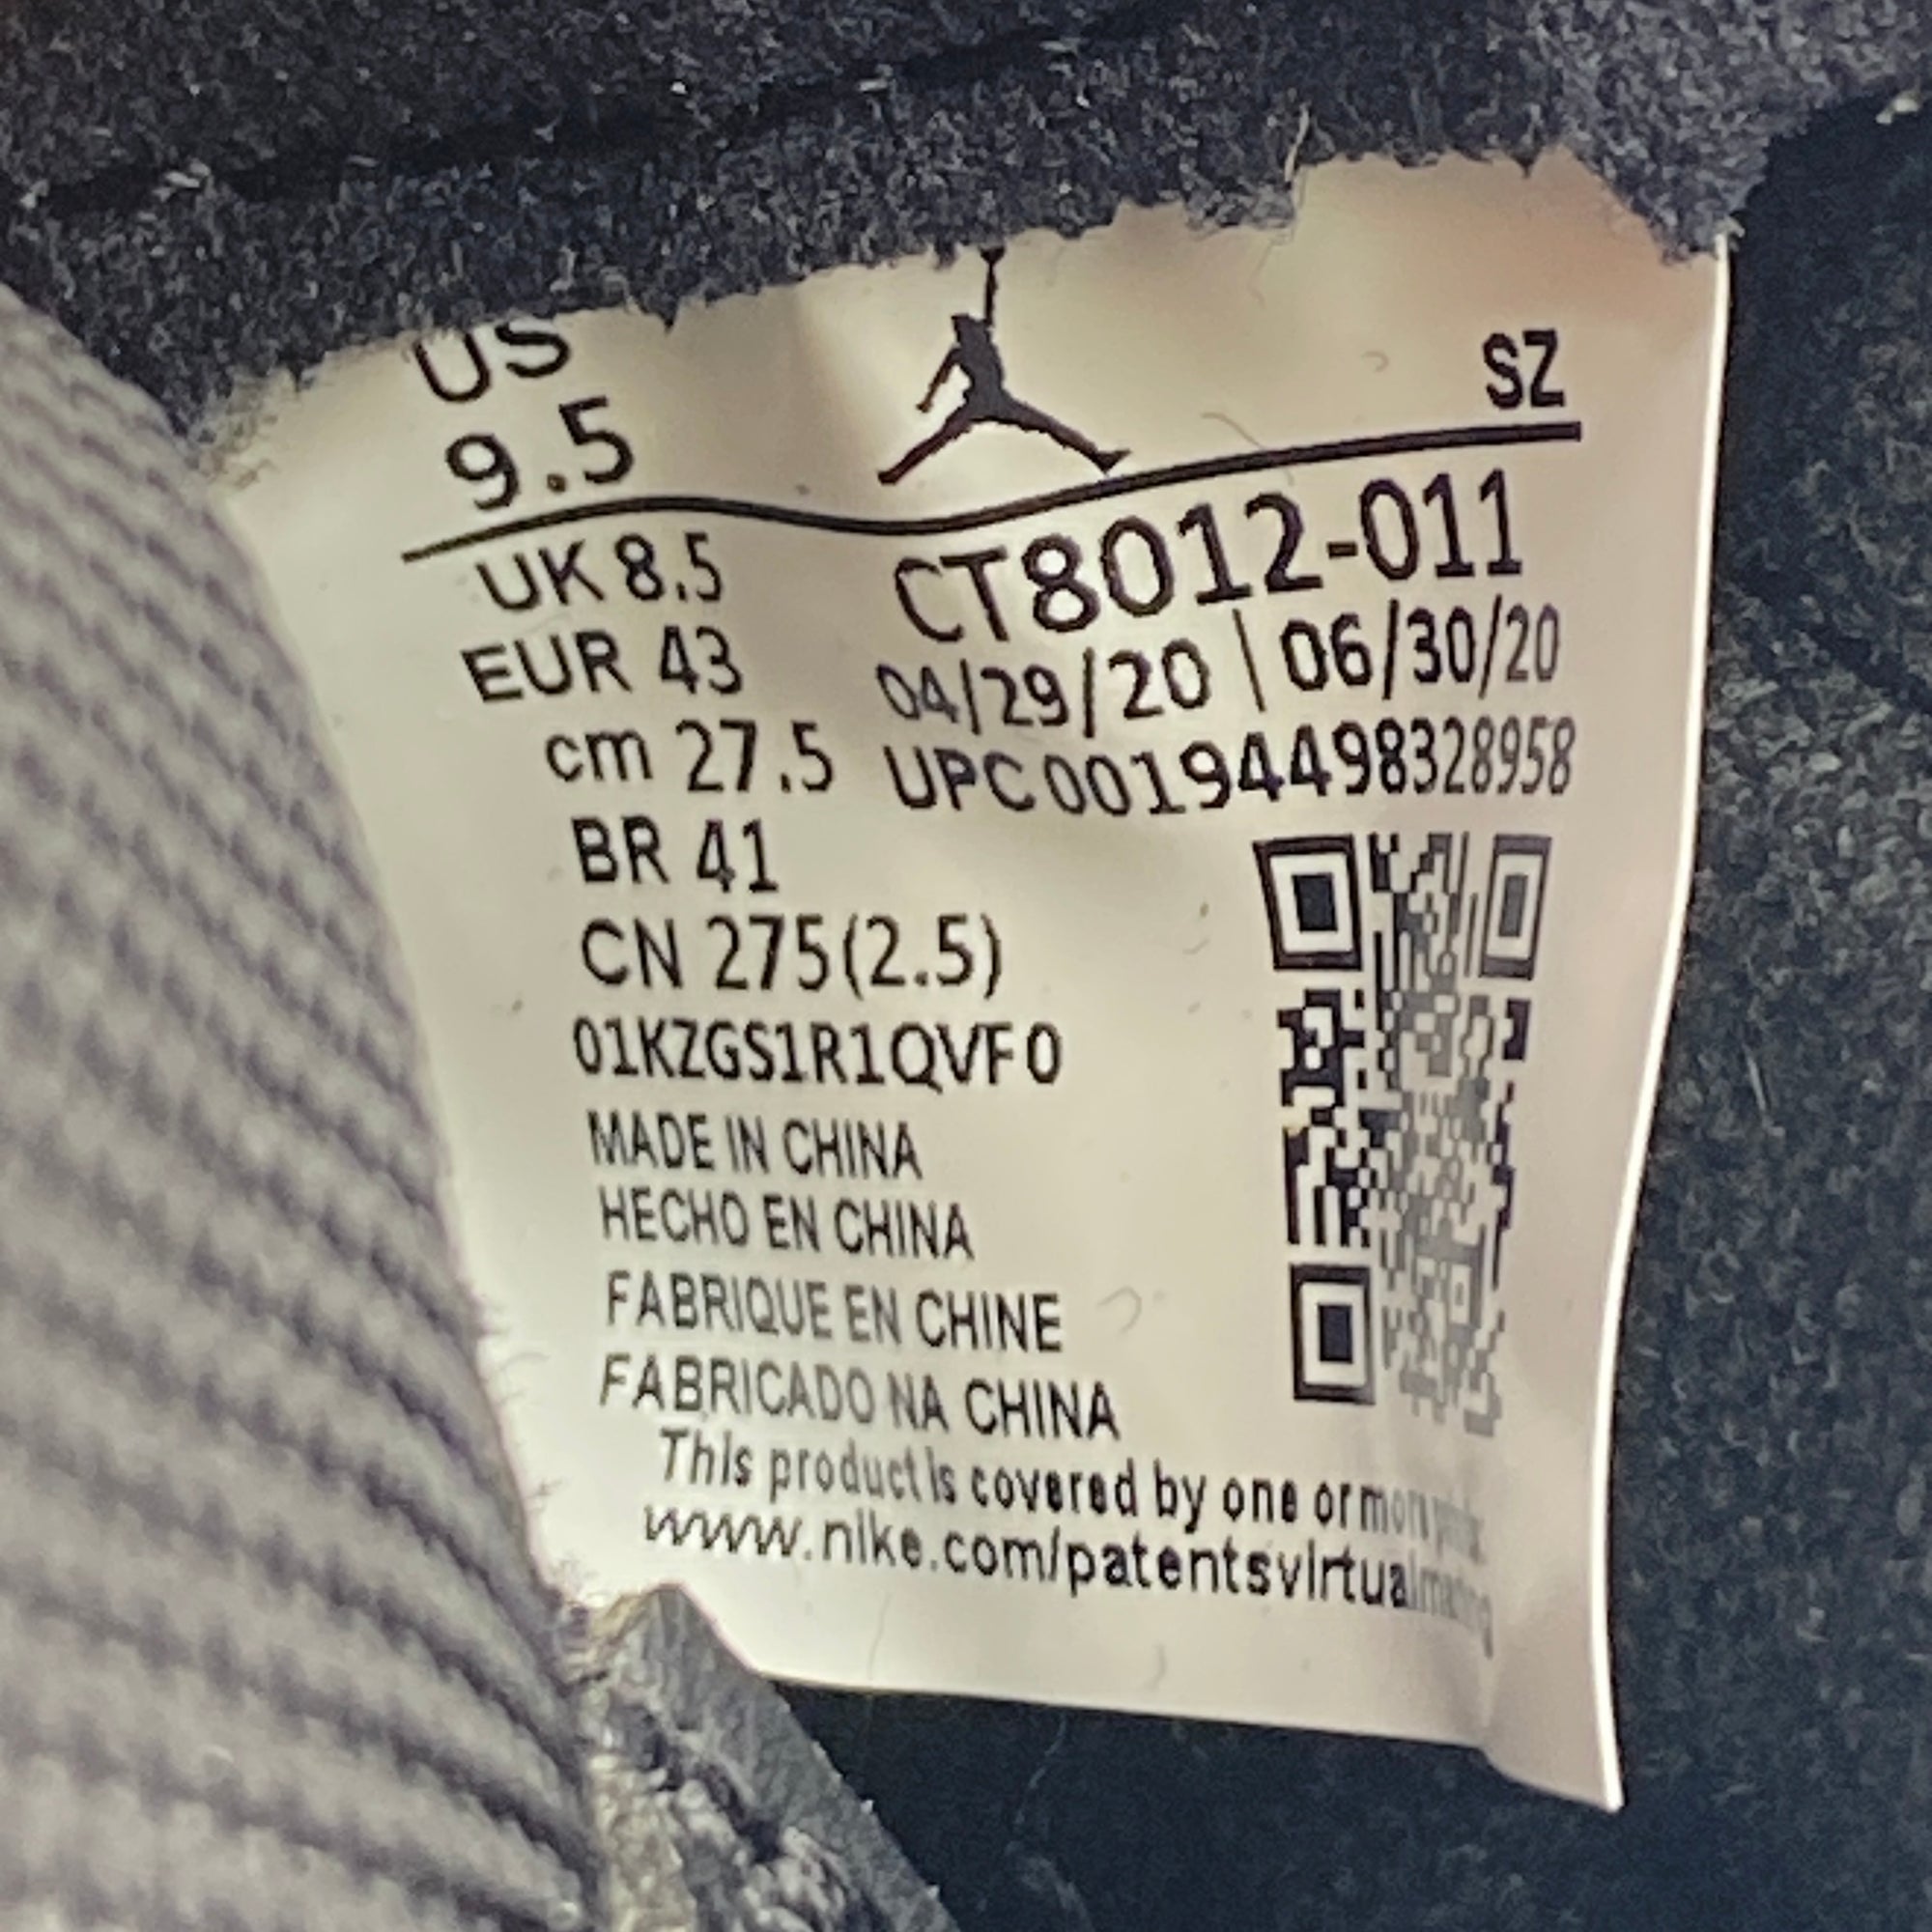 US
9.5
SZ
UK 8.5
EUR 43
cm 27.5
BR 41
CN 275(2.5)
CT8012-011
04/29/20 | 06/30/20
UPC 00194498328958
01KZGS1R1QVF0
MADE IN CHINA
HECHO EN CHINA
FABRIQUE EN CHINE
FABRICADO NA CHINA
This product is covered by one or more
www.nike.com/patentsvirtual